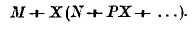 M + X(N + PX + ...).